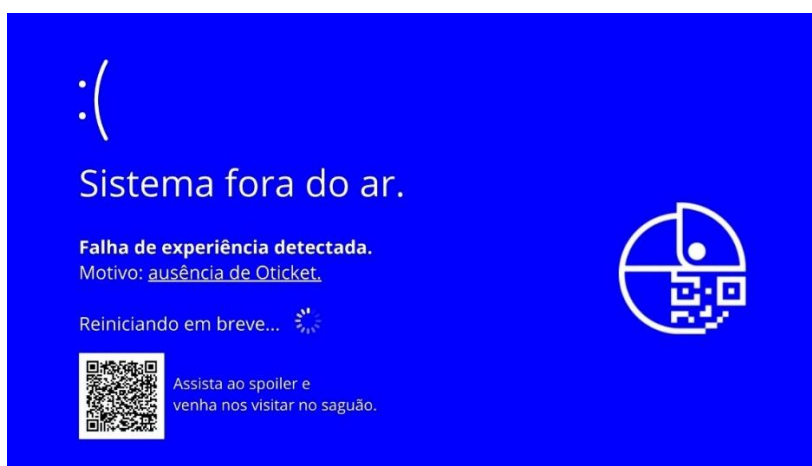 :(
Sistema fora do ar.
Falha de experiência detectada.
Motivo: ausência de Oticket.
Reiniciando em breve...
Assista ao spoiler e
venha nos visitar no saguão.